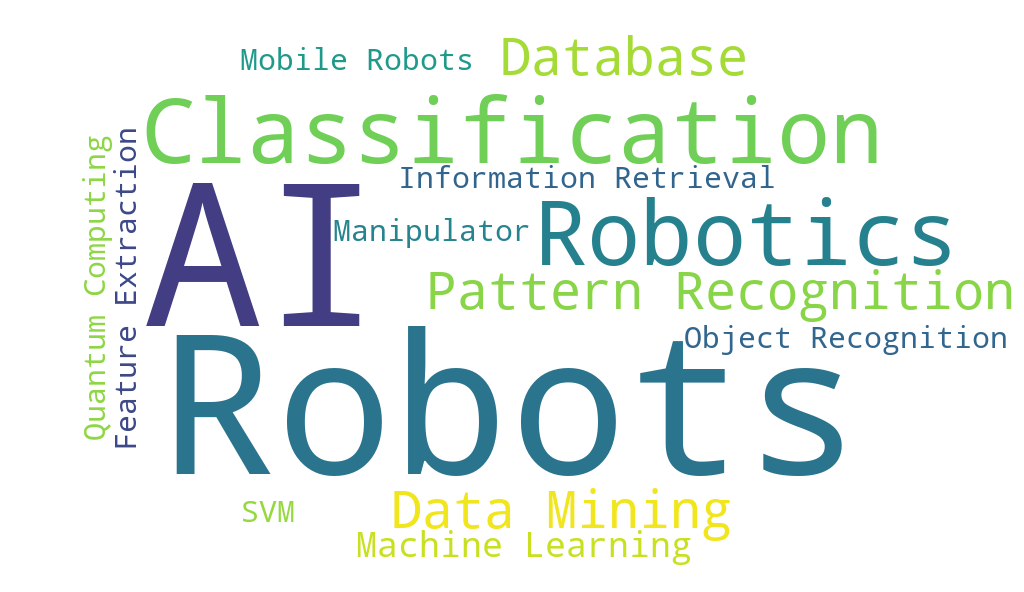 Mobile Robots
Database
Classification
Quantum Computing
Feature Extraction
AI
Information Retrieval
Manipulator
Robotics
Pattern Recognition
Object Recognition
Robots
SVM
Data Mining
Machine Learning